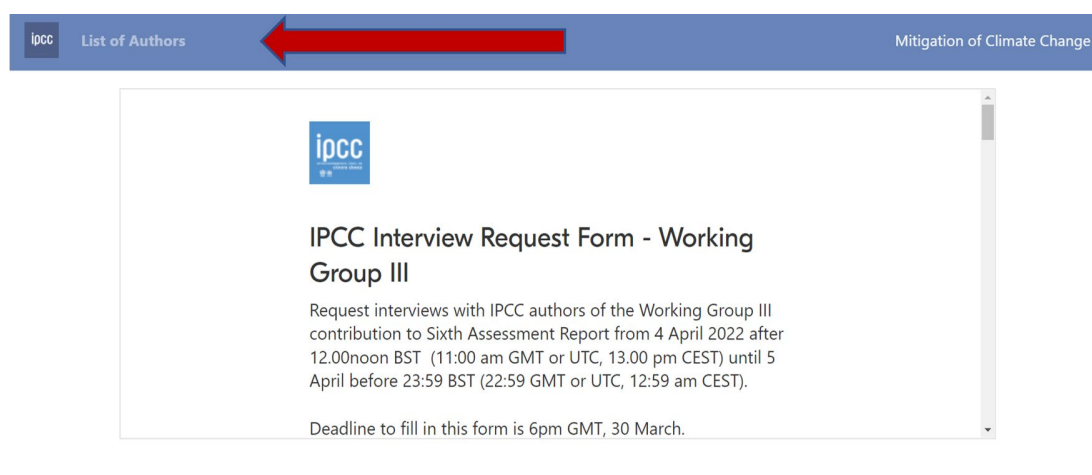 ipcc List of Authors Mitigation of Climate Change
ipcc
IPCC Interview Request Form - Working
Group III
Request interviews with IPCC authors of the Working Group III
contribution to Sixth Assessment Report from 4 April 2022 after
12.00noon BST (11:00 am GMT or UTC, 13.00 pm CEST) until 5
April before 23:59 BST (22:59 GMT or UTC, 12:59 am CEST).
Deadline to fill in this form is 6pm GMT, 30 March.